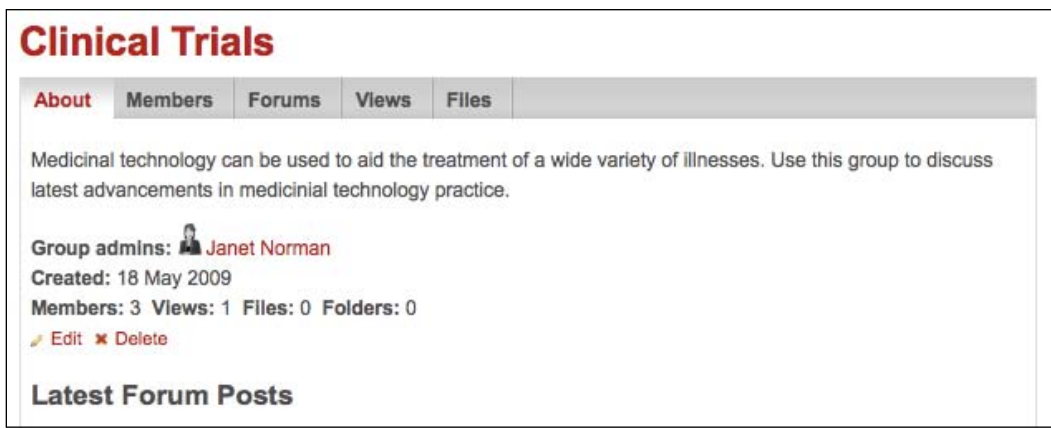 Clinical Trials
About Members Forums Views Files
Medicinal technology can be used to aid the treatment of a wide variety of illnesses. Use this group to discuss
latest advancements in medicinial technology practice.
Group admins: Janet Norman
Created: 18 May 2009
Members: 3 Views: 1 Files: 0 Folders: 0
Edit Delete
Latest Forum Posts